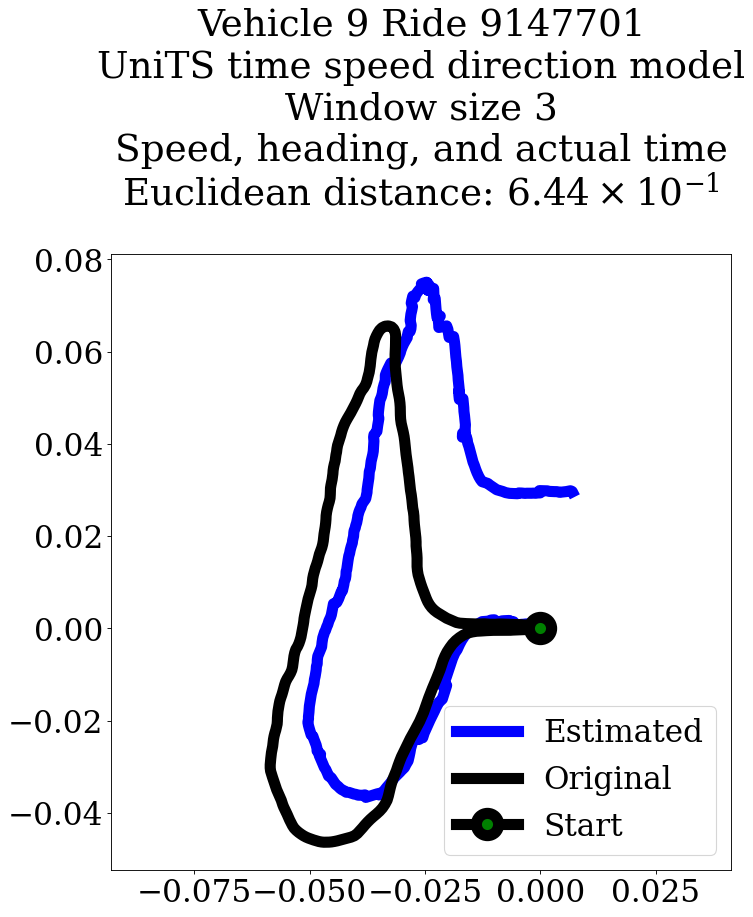 Vehicle 9 Ride 9147701
UniTS time speed direction model
Window size 3
Speed, heading, and actual time
Euclidean distance: 6.44 × 10⁻¹
0.08
0.06
0.04
0.02
0.00
−0.02
−0.04
Estimated
Original
Start
−0.075 −0.050 −0.025 0.000 0.025